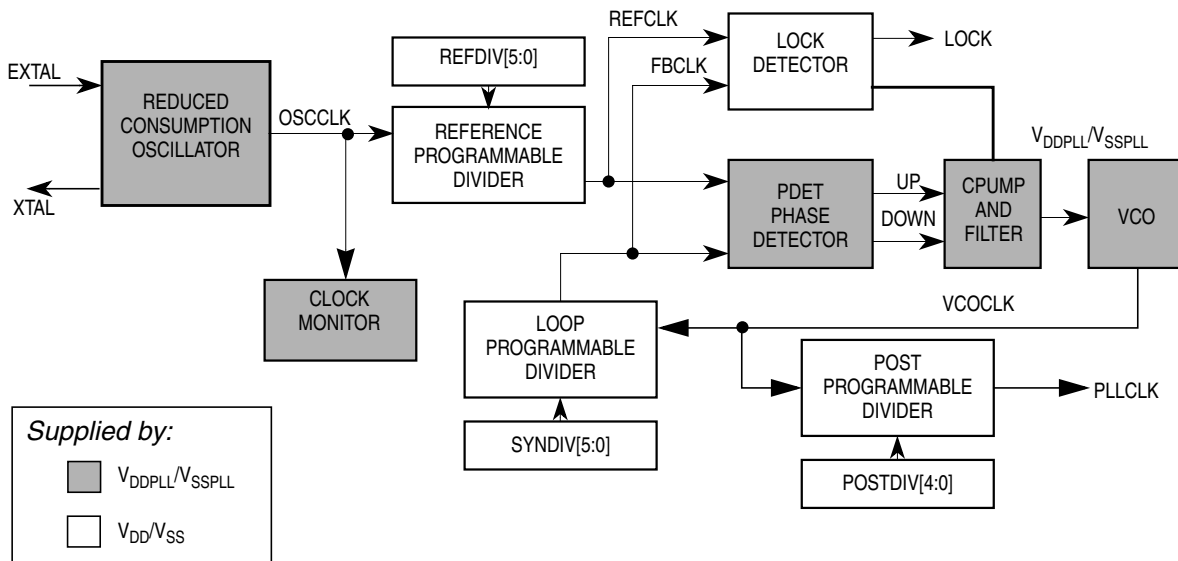 EXTAL
XTAL
REDUCED
CONSUMPTION
OSCILLATOR
OSCCLK
REFDIV[5:0]
REFERENCE
PROGRAMMABLE
DIVIDER
REFCLK
FBCLK
LOCK
DETECTOR
LOCK
CLOCK
MONITOR
PDET
PHASE
DETECTOR
UP
DOWN
CPUMP
AND
FILTER
VDDPLL/VSSPLL
VCO
VCOCLK
LOOP
PROGRAMMABLE
DIVIDER
SYNDIV[5:0]
POST
PROGRAMMABLE
DIVIDER
PLLCLK
POSTDIV[4:0]
Supplied by:
VDDPLL/VSSPLL
VDD/VSS